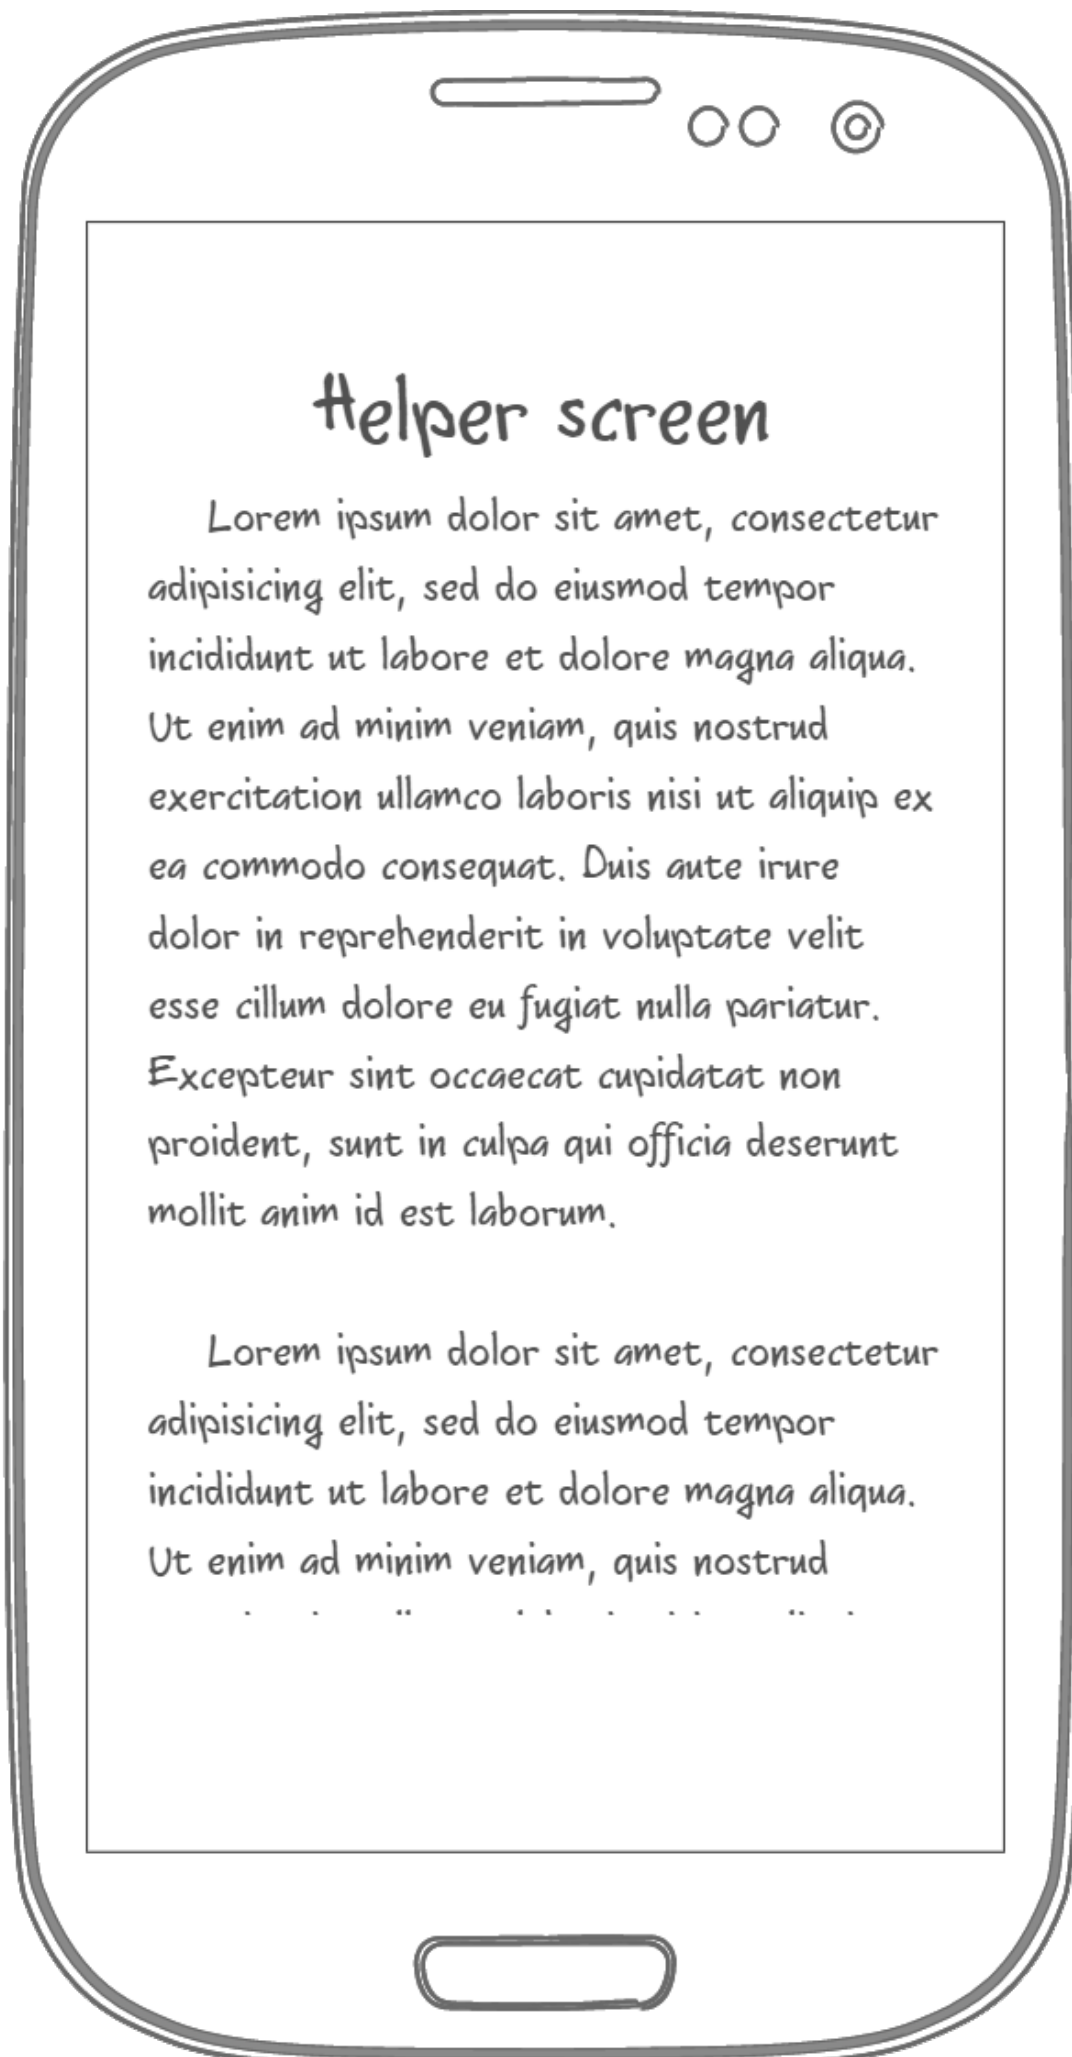 Helper screen
Lorem ipsum dolor sit amet, consectetur
adipisicing elit, sed do eiusmod tempor
incididunt ut labore et dolore magna aliqua.
Ut enim ad minim veniam, quis nostrud
exercitation ullamco laboris nisi ut aliquip ex
ea commodo consequat. Duis aute irure
dolor in reprehenderit in voluptate velit
esse cillum dolore eu fugiat nulla pariatur.
Excepteur sint occaecat cupidatat non
proident, sunt in culpa qui officia deserunt
mollit anim id est laborum.
Lorem ipsum dolor sit amet, consectetur
adipisicing elit, sed do eiusmod tempor
incididunt ut labore et dolore magna aliqua.
Ut enim ad minim veniam, quis nostrud